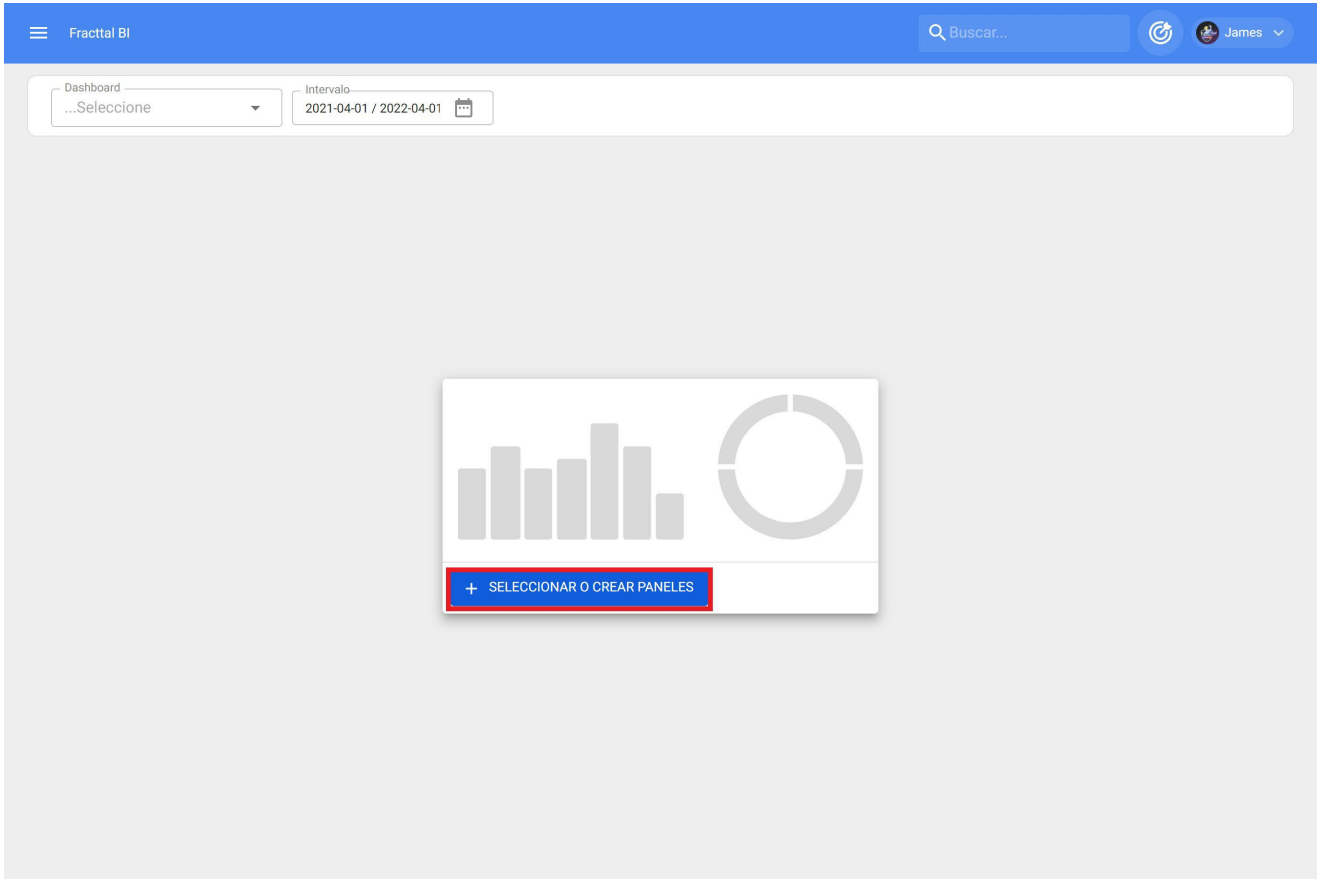 Fracttal BI
Buscar...
James
Dashboard
...Seleccione
Intervalo
2021-04-01 / 2022-04-01
+ SELECCIONAR O CREAR PANELES